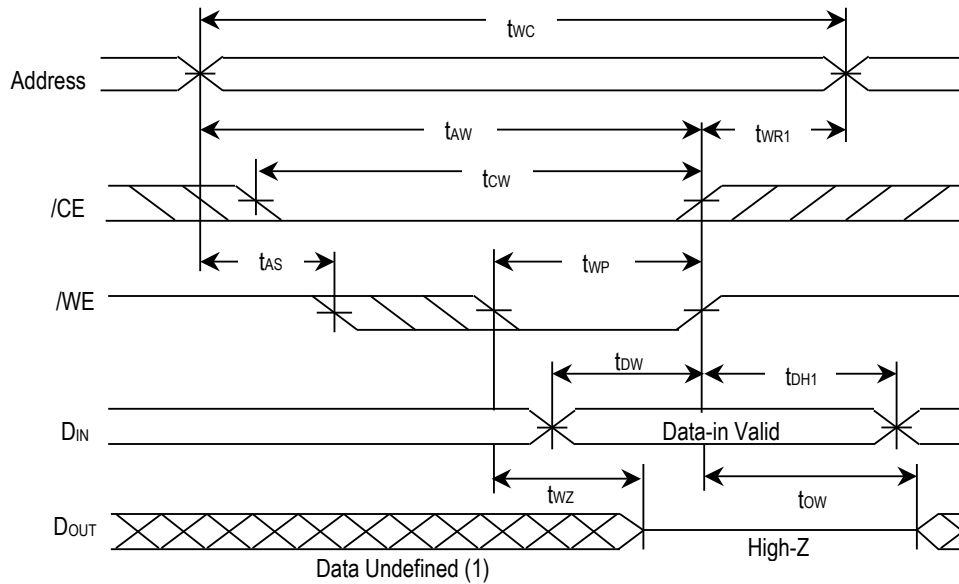 tWC
Address
tAW
tWR1
tCW
/CE
tAS
tWP
/WE
tDW
tDH1
DIN
Data-in Valid
tWZ
tOW
DOUT
High-Z
Data Undefined (1)